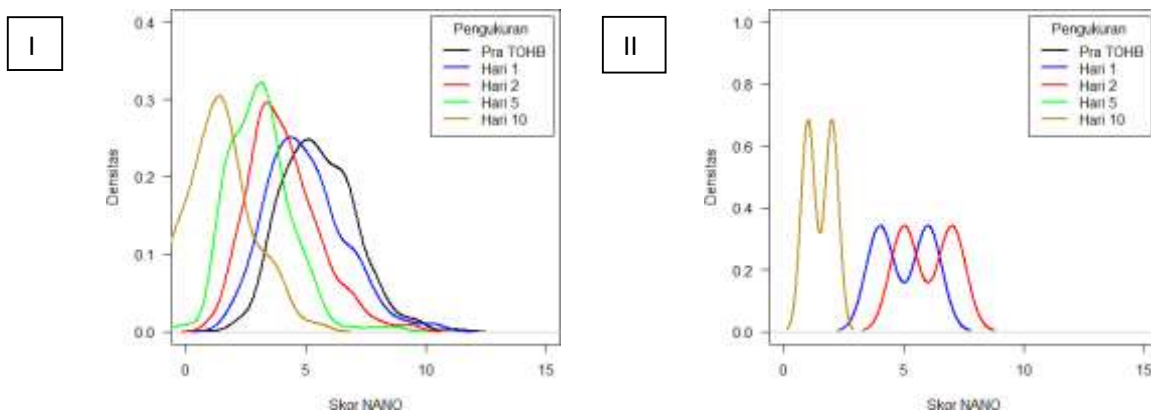 I
0.4
0.3
0.2
0.1
0.0
Densitas
Pengukuran
Pra TOHB
Hari 1
Hari 2
Hari 5
Hari 10
0 5 10 15
Skor NANO
II
1.0
0.8
0.6
0.4
0.2
0.0
Densitas
Pengukuran
Pra TOHB
Hari 1
Hari 2
Hari 5
Hari 10
0 5 10 15
Skor NANO